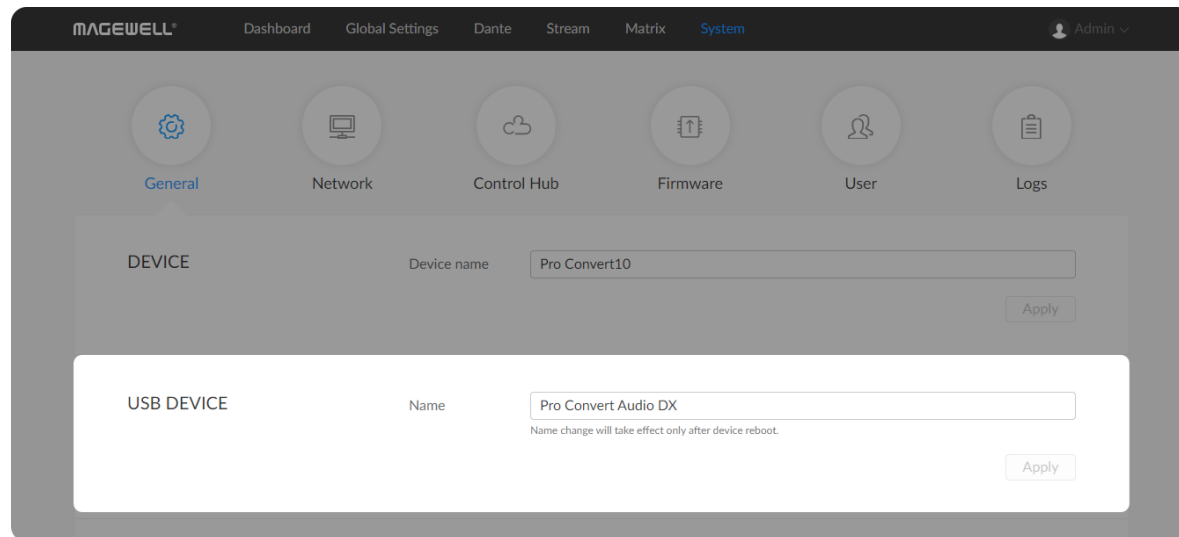 MAGEWELL® Dashboard Global Settings Dante Stream Matrix System Admin
General Network Control Hub Firmware User Logs
DEVICE Device name Pro Convert10
Apply
USB DEVICE Name Pro Convert Audio DX
Name change will take effect only after device reboot.
Apply